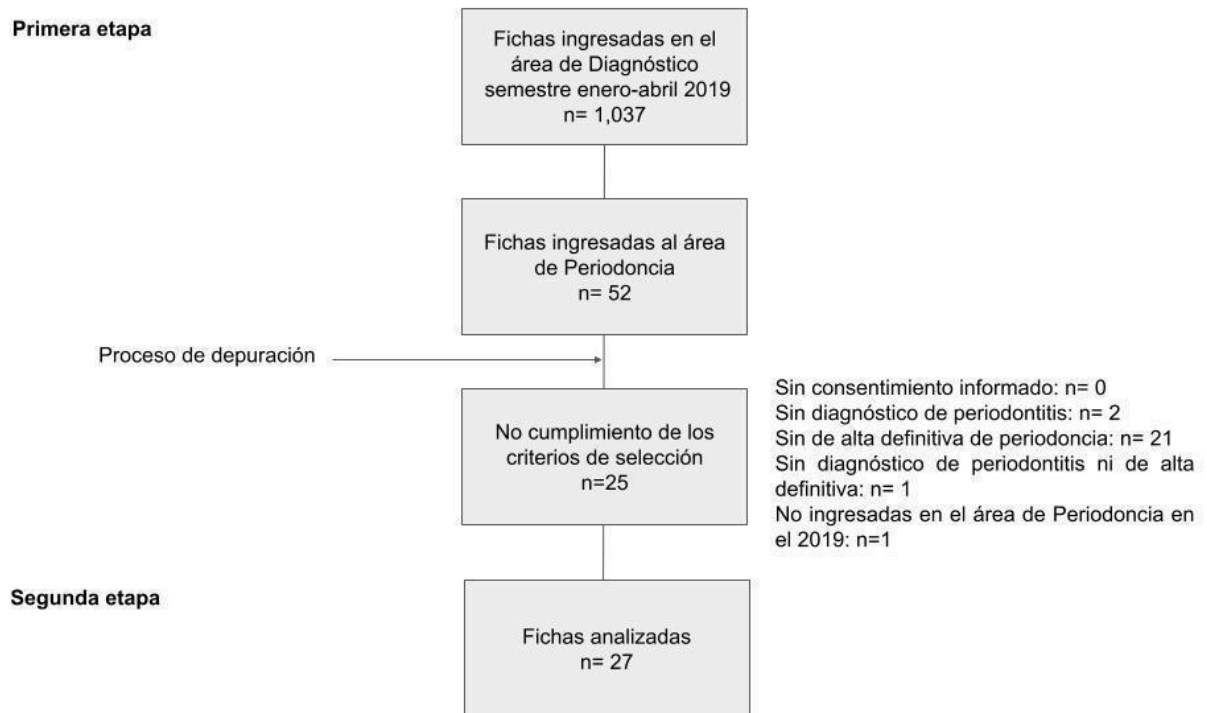 Primera etapa
Fichas ingresadas en el
área de Diagnóstico
semestre enero-abril 2019
n= 1,037
Fichas ingresadas al área
de Periodoncia
n= 52
Proceso de depuración
No cumplimiento de los
criterios de selección
n=25
Sin consentimiento informado: n= 0
Sin diagnóstico de periodontitis: n= 2
Sin de alta definitiva de periodoncia: n= 21
Sin diagnóstico de periodontitis ni de alta
definitiva: n= 1
No ingresadas en el área de Periodoncia en
el 2019: n=1
Segunda etapa
Fichas analizadas
n= 27